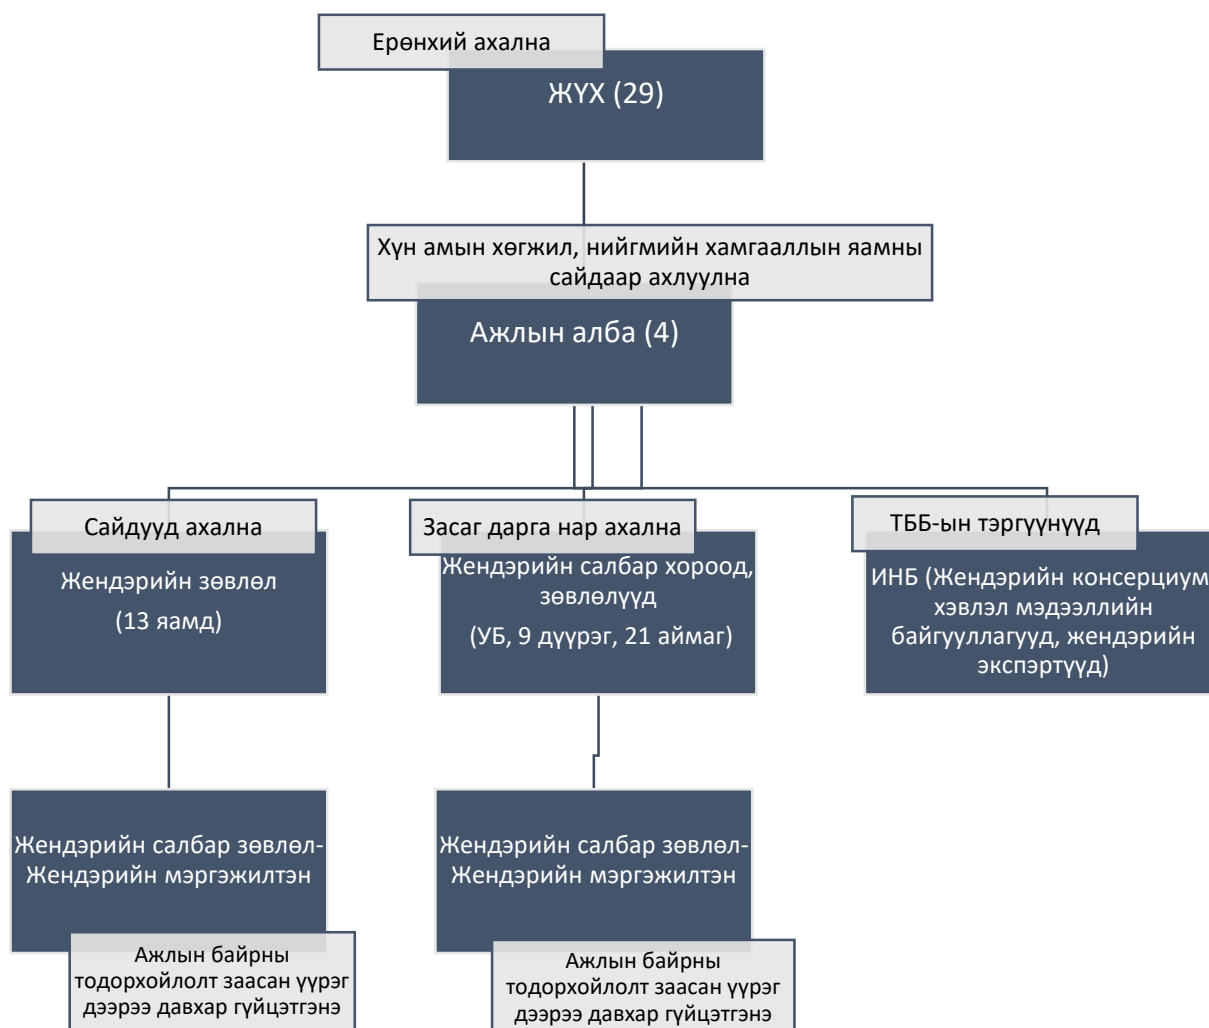 Ерөнхий ахална
ЖҮХ (29)
Хүн амын хөгжил, нийгмийн хамгааллын яамны
сайдаар ахлуулна
Ажлын алба (4)
Сайдууд ахална
Жендэрийн зөвлөл
(13 яамд)
Засаг дарга нар ахална
Жендэрийн салбар хороод,
зөвлөлүүд
(УБ, 9 дүүрэг, 21 аймаг)
ТББ-ын тэргүүнүүд
ИНБ (Жендэрийн консерциум
хэвлэл мэдээллийн
байгууллагууд, жендэрийн
экспэртүүд)
Жендэрийн салбар зөвлөл-
Жендэрийн мэргэжилтэн
Ажлын байрны
тодорхойлолт заасан үүрэг
дээрээ давхар гүйцэтгэнэ
Жендэрийн салбар зөвлөл-
Жендэрийн мэргэжилтэн
Ажлын байрны
тодорхойлолт заасан үүрэг
дээрээ давхар гүйцэтгэнэ